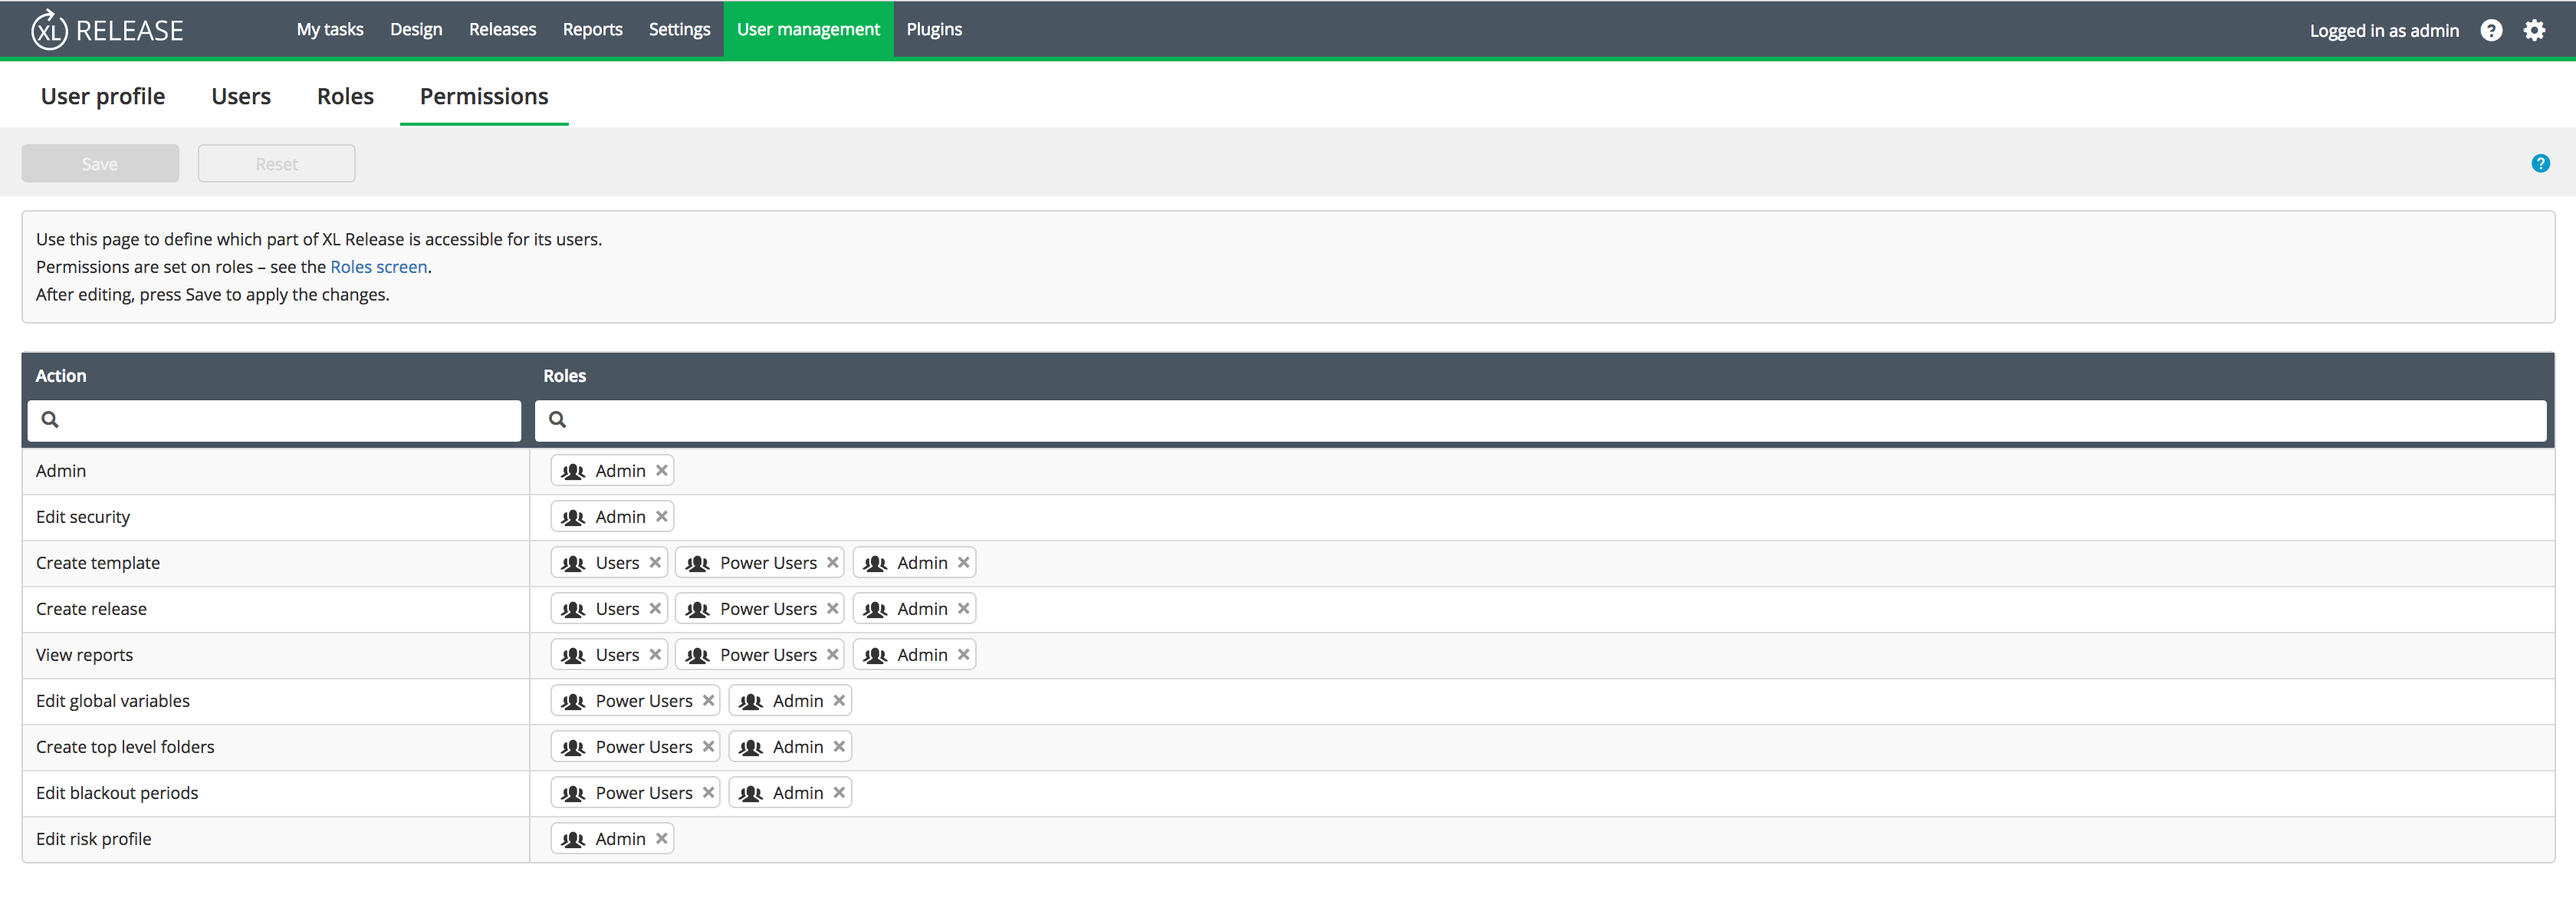 XL RELEASE My tasks Design Releases Reports Settings User management Plugins Logged in as admin ?
User profile Users Roles Permissions
Save Reset ?
Use this page to define which part of XL Release is accessible for its users.
Permissions are set on roles – see the Roles screen.
After editing, press Save to apply the changes.
Action Roles
Admin Admin
Edit security Admin
Create template Users Power Users Admin
Create release Users Power Users Admin
View reports Users Power Users Admin
Edit global variables Power Users Admin
Create top level folders Power Users Admin
Edit blackout periods Power Users Admin
Edit risk profile Admin